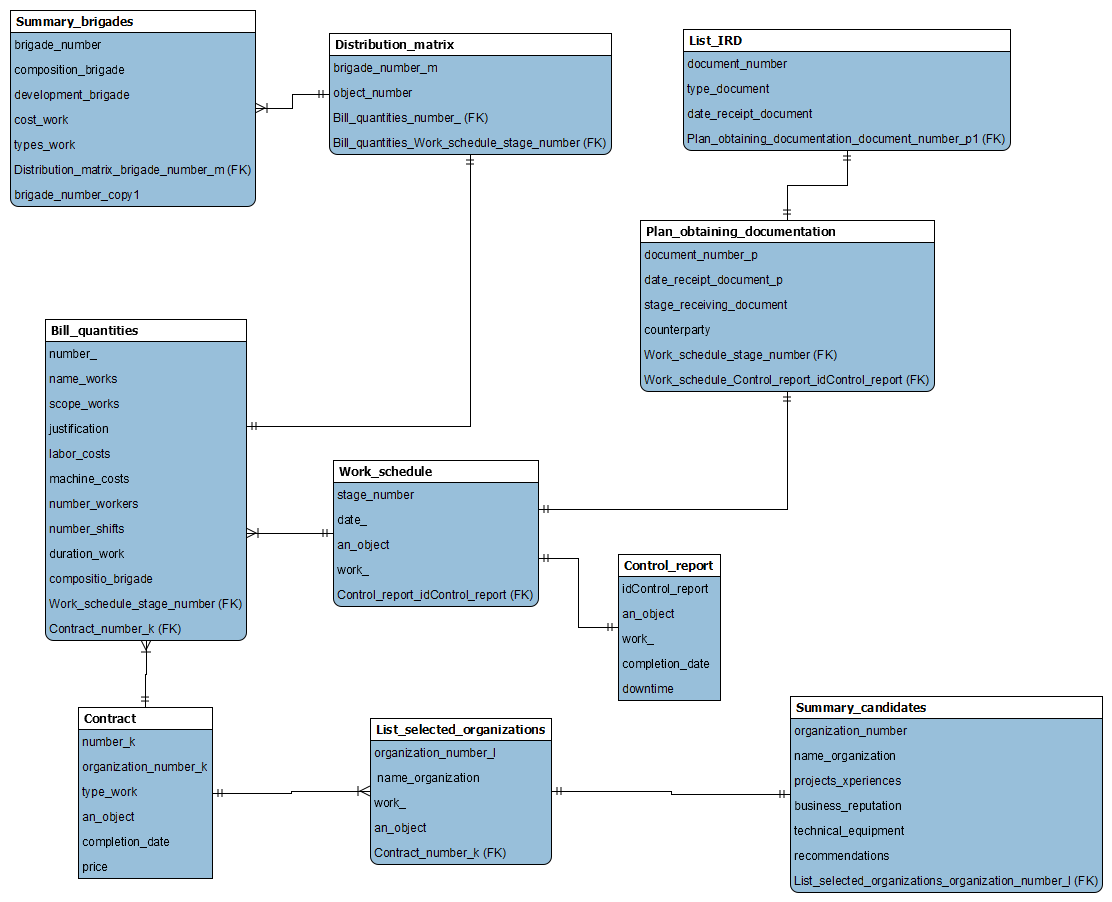 Summary_brigades
brigade_number
composition_brigade
development_brigade
cost_work
types_work
Distribution_matrix_brigade_number_m (FK)
brigade_number_copy1
Distribution_matrix
brigade_number_m
object_number
Bill_quantities_number_ (FK)
Bill_quantities_Work_schedule_stage_number (FK)
List_IRD
document_number
type_document
date_receipt_document
Plan_obtaining_documentation_document_number_p1 (FK)
Plan_obtaining_documentation
document_number_p
date_receipt_document_p
stage_receiving_document
counterparty
Work_schedule_stage_number (FK)
Work_schedule_Control_report_idControl_report (FK)
Bill_quantities
number_
name_works
scope_works
justification
labor_costs
machine_costs
number_workers
number_shifts
duration_work
compositio_brigade
Work_schedule_stage_number (FK)
Contract_number_k (FK)
Work_schedule
stage_number
date_
an_object
work_
Control_report_idControl_report (FK)
Control_report
idControl_report
an_object
work_
completion_date
downtime
Contract
number_k
organization_number_k
type_work
an_object
completion_date
price
List_selected_organizations
organization_number_l
name_organization
work_
an_object
Contract_number_k (FK)
Summary_candidates
organization_number
name_organization
projects_xperiences
business_reputation
technical_equipment
recommendations
List_selected_organizations_organization_number_l (FK)